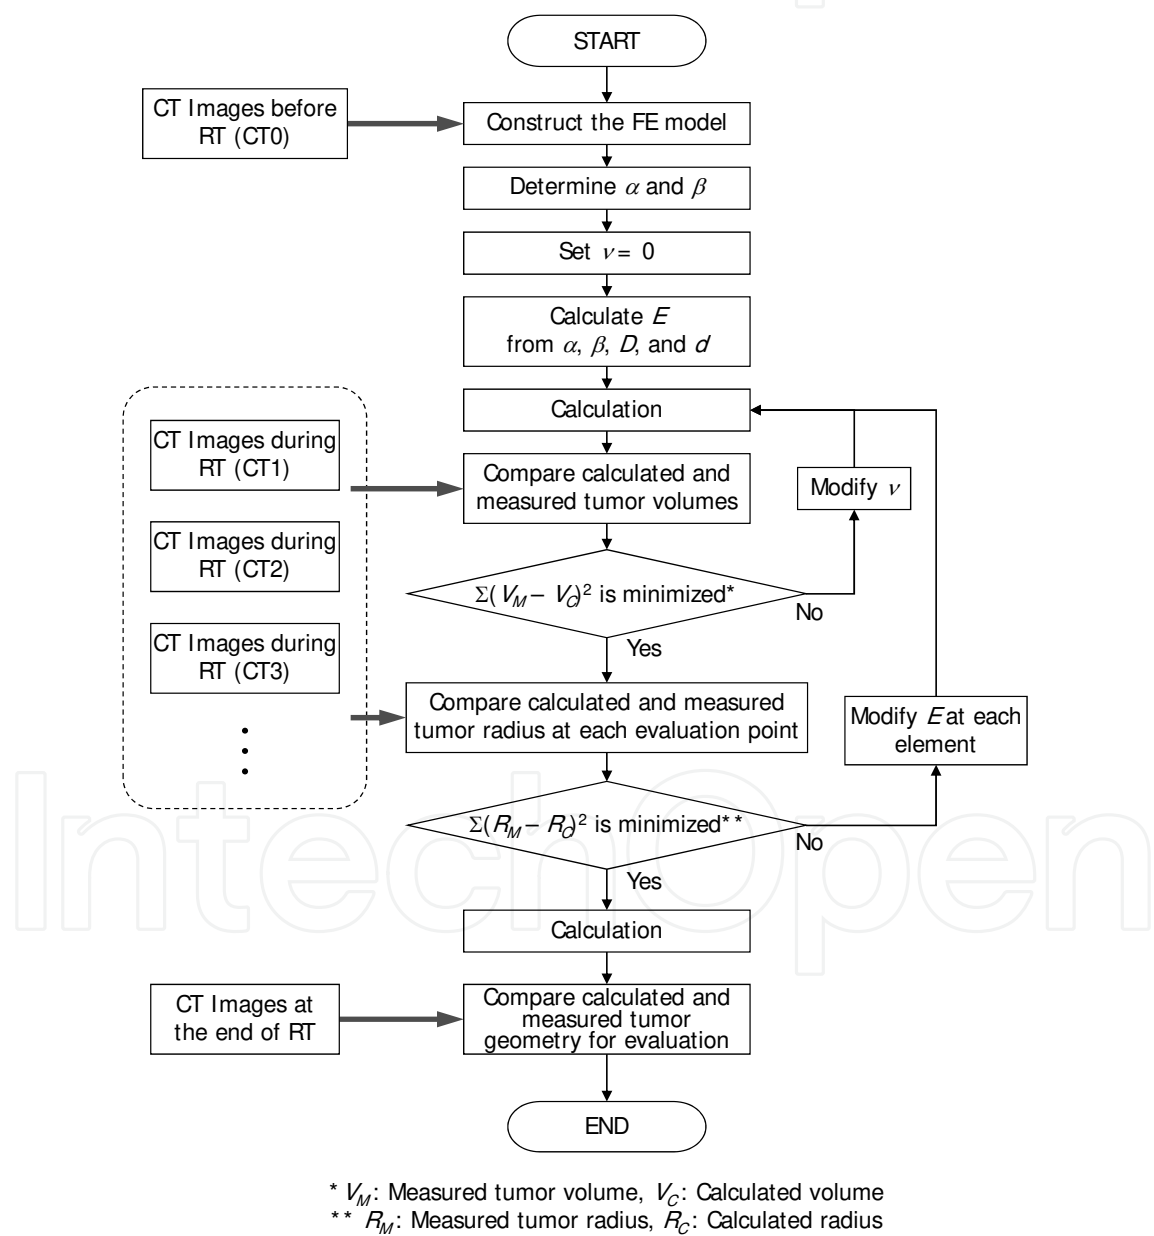 START
CT Images before
RT (CT0)
Construct the FE model
Determine α and β
Set ν = 0
Calculate E
from α, β, D, and d
Calculation
CT Images during
RT (CT1)
Compare calculated and
measured tumor volumes
Modify ν
CT Images during
RT (CT2)
Σ(V_M – V_C)² is minimized*
No
Yes
CT Images during
RT (CT3)
Compare calculated and measured
tumor radius at each evaluation point
Modify E at each
element
Σ(R_M – R_C)² is minimized**
No
Yes
Calculation
CT Images at
the end of RT
Compare calculated and
measured tumor
geometry for evaluation
END
* V_M: Measured tumor volume, V_C: Calculated volume
** R_M: Measured tumor radius, R_C: Calculated radius
IntechOpen